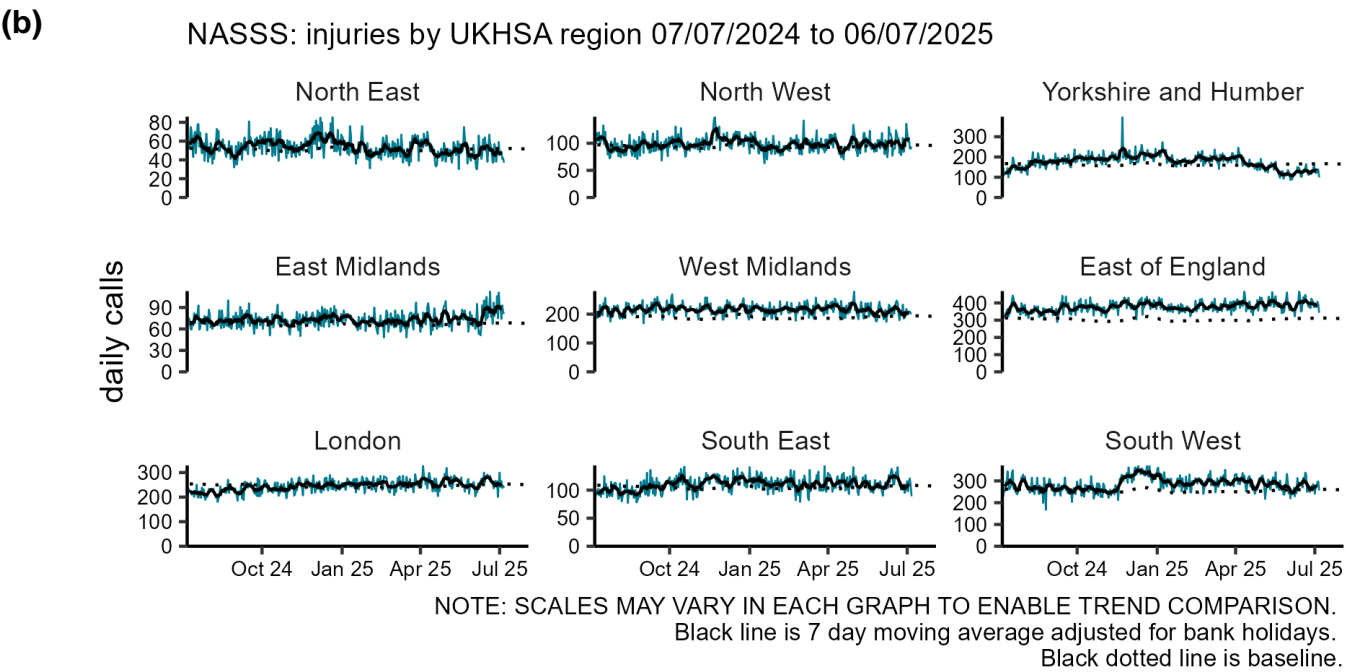 (b)
NASSS: injuries by UKHSA region 07/07/2024 to 06/07/2025
North East
North West
Yorkshire and Humber
80
60
40
20
0
100
50
0
300
200
100
0
East Midlands
West Midlands
East of England
daily calls
90
60
30
0
200
100
0
400
300
200
100
0
London
South East
South West
300
200
100
0
100
50
0
300
200
100
0
Oct 24 Jan 25 Apr 25 Jul 25
Oct 24 Jan 25 Apr 25 Jul 25
Oct 24 Jan 25 Apr 25 Jul 25
NOTE: SCALES MAY VARY IN EACH GRAPH TO ENABLE TREND COMPARISON.
Black line is 7 day moving average adjusted for bank holidays.
Black dotted line is baseline.